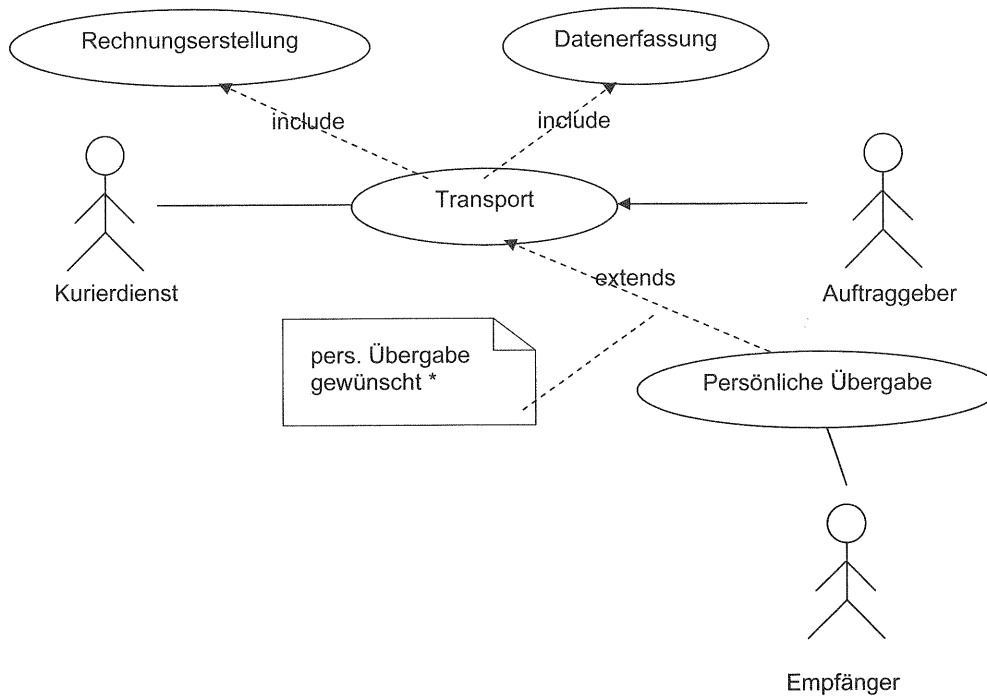 Rechnungserstellung
Datenerfassung
include
include
Transport
Kurierdienst
extends
Auftraggeber
pers. Übergabe
gewünscht *
Persönliche Übergabe
Empfänger